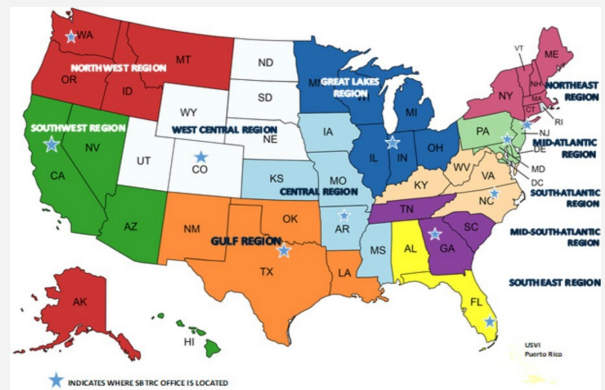 WA
MT
ND
OR
ID
NORTHWEST REGION
SD
WY
NE
WEST CENTRAL REGION
SOUTHWEST REGION
NV
UT
CO
CA
AZ
NM
KS
IA
MO
CENTRAL REGION
AR
MS
OK
GULF REGION
TX
LA
GREAT LAKES
REGION
MI
IL
IN
OH
KY
WV
VA
NC
TN
SC
GA
AL
FL
VT
ME
NH
MA
CT
NY
RI
NORTHEAST
REGION
PA
NJ
DE
MD
DC
MID-ATLANTIC
REGION
SOUTH-ATLANTIC
REGION
MID-SOUTH-ATLANTIC
REGION
SOUTHEAST REGION
AK
HI
USVI
Puerto Rico
INDICATES WHERE SBTRC OFFICE IS LOCATED